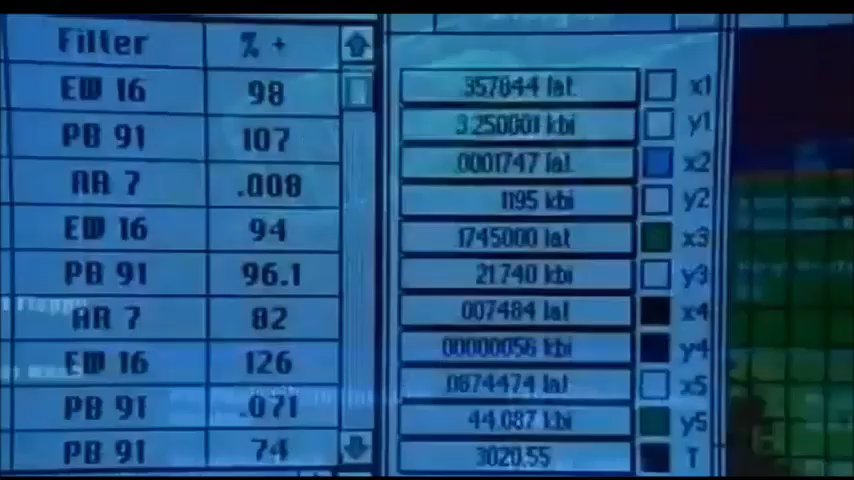 Filter % +
EW 16 98
PB 91 107
AR 7 .008
EW 16 94
PB 91 96.1
AR 7 82
EW 16 126
PB 91 .071
PB 91 74
357844 lat x1
3.250001 kbi y1
.0001747 lat x2
1195 kbi y2
1745000 lat x3
21.740 kbi y3
007484 lat x4
00000056 kbi y4
.0874474 lat x5
44.087 kbi y5
3020.55 T